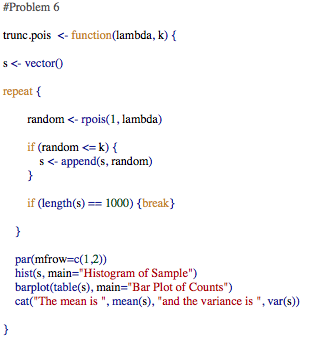 #Problem 6
trunc.pois <- function(lambda, k) {
s <- vector()
repeat {
random <- rpois(1, lambda)
if (random <= k) {
s <- append(s, random)
}
if (length(s) == 1000) {break}
}
par(mfrow=c(1,2))
hist(s, main="Histogram of Sample")
barplot(table(s), main="Bar Plot of Counts")
cat("The mean is ", mean(s), "and the variance is ", var(s))
}